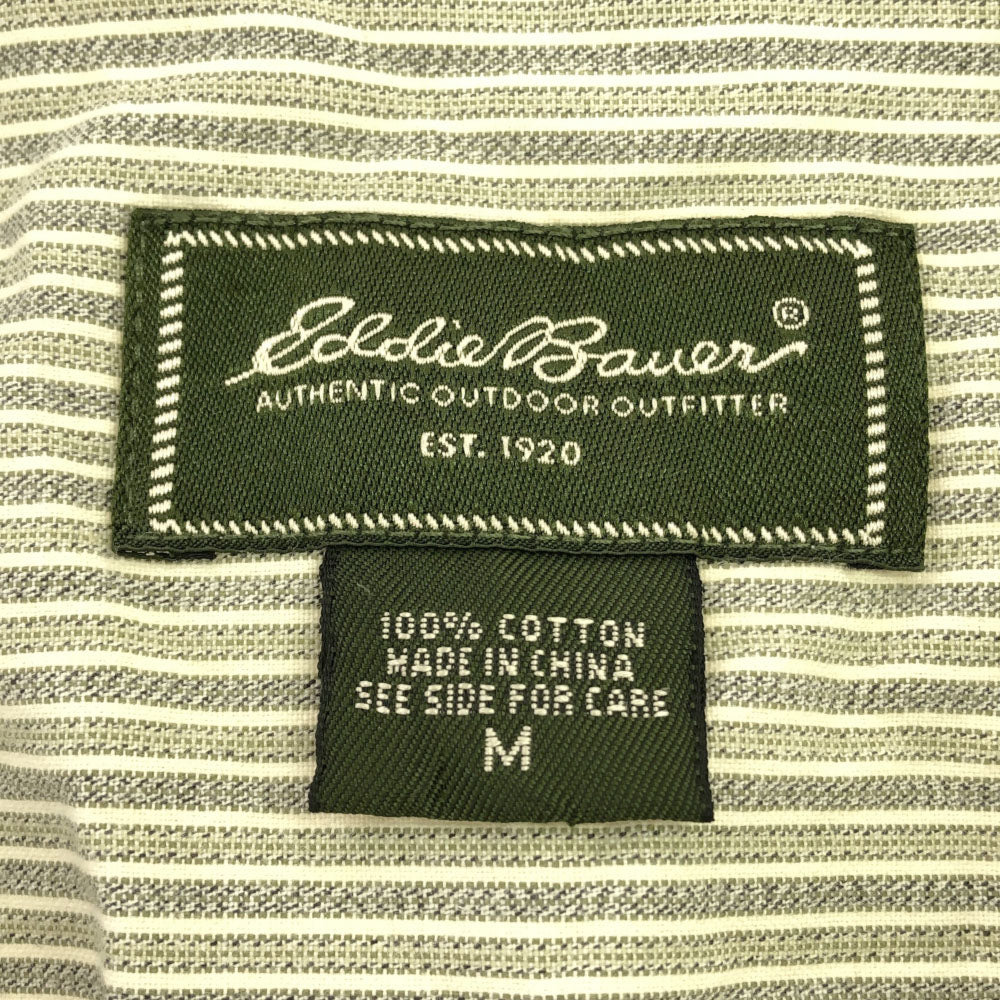 Eddie Bauer®
AUTHENTIC OUTDOOR OUTFITTER
EST. 1920
100% COTTON
MADE IN CHINA
SEE SIDE FOR CARE
M